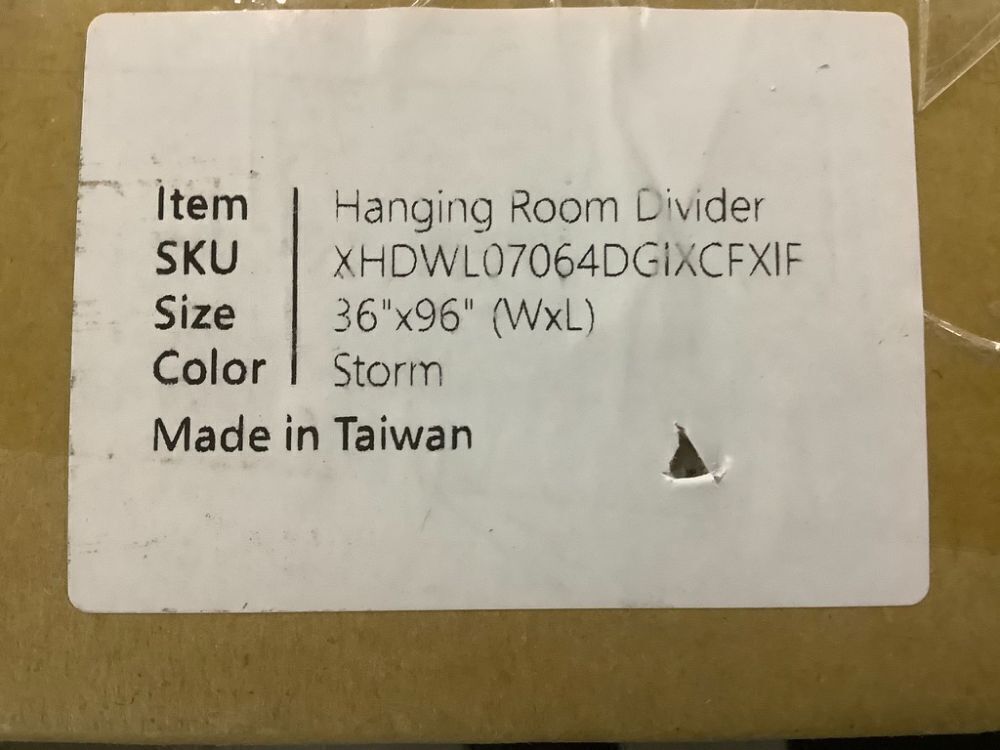 Item Hanging Room Divider
SKU XHDWL07064DGIXCFXIF
Size 36"x96" (WxL)
Color Storm
Made in Taiwan